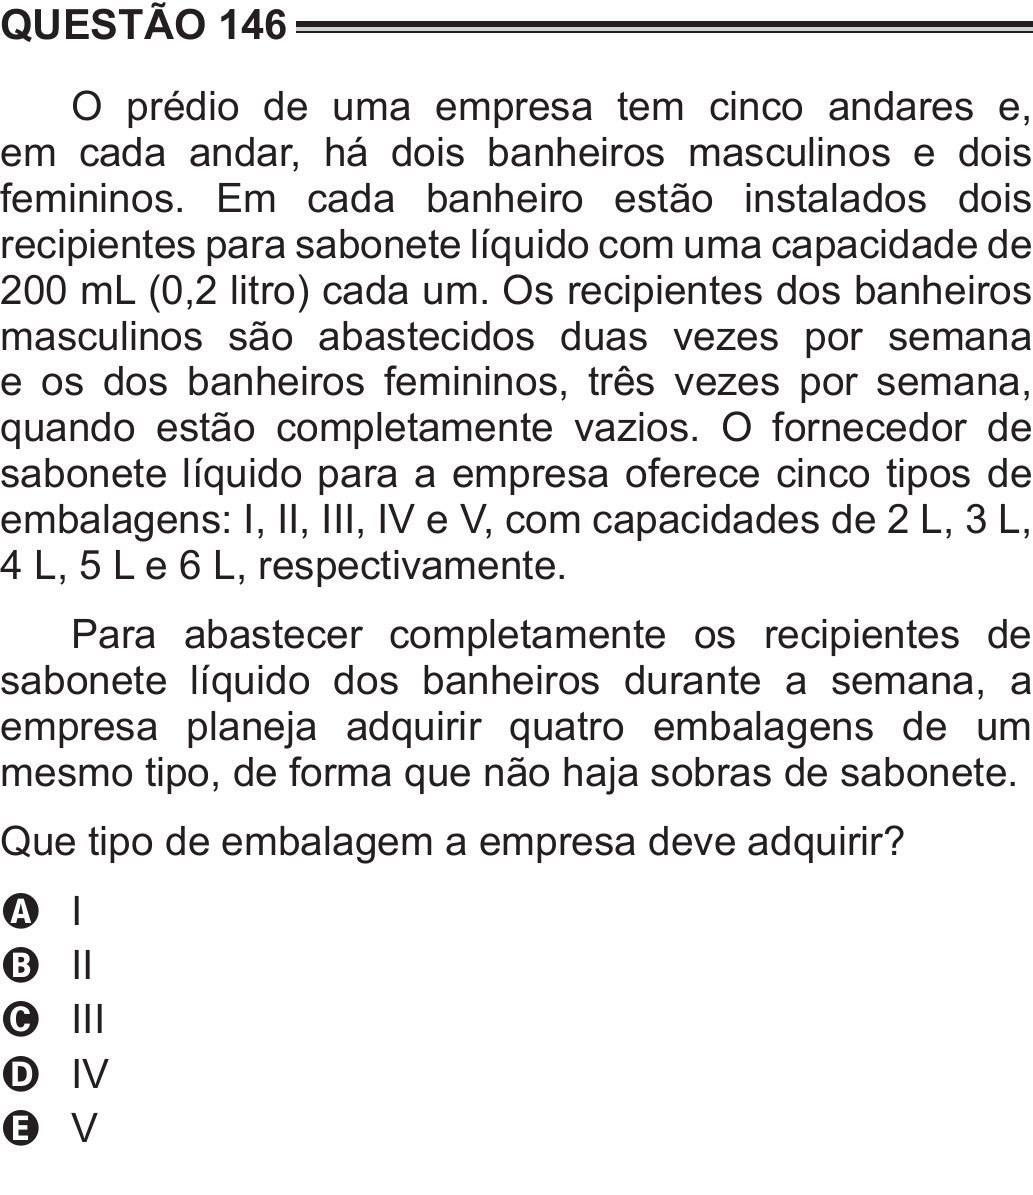 QUESTÃO 146
O prédio de uma empresa tem cinco andares e,
em cada andar, há dois banheiros masculinos e dois
femininos. Em cada banheiro estão instalados dois
recipientes para sabonete líquido com uma capacidade de
200 mL (0,2 litro) cada um. Os recipientes dos banheiros
masculinos são abastecidos duas vezes por semana
e os dos banheiros femininos, três vezes por semana,
quando estão completamente vazios. O fornecedor de
sabonete líquido para a empresa oferece cinco tipos de
embalagens: I, II, III, IV e V, com capacidades de 2 L, 3 L,
4 L, 5 L e 6 L, respectivamente.
Para abastecer completamente os recipientes de
sabonete líquido dos banheiros durante a semana, a
empresa planeja adquirir quatro embalagens de um
mesmo tipo, de forma que não haja sobras de sabonete.
Que tipo de embalagem a empresa deve adquirir?
A I
B II
C III
D IV
E V